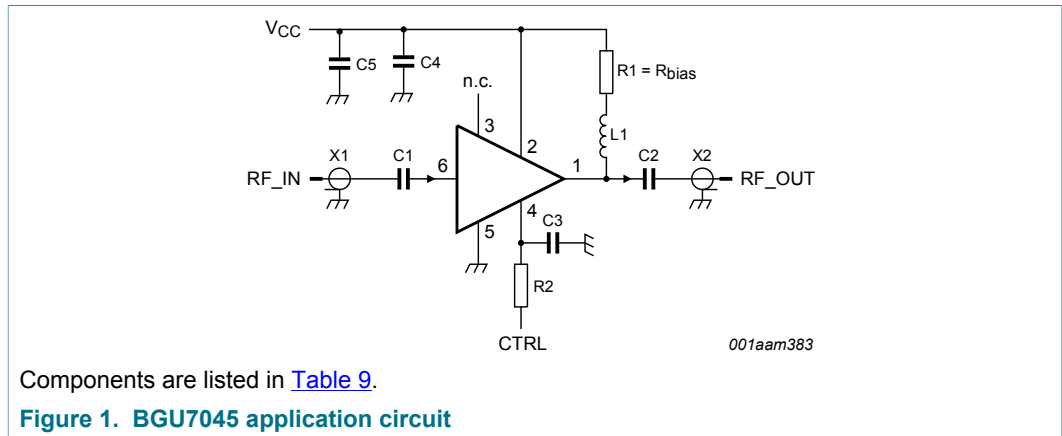 VCC
C5
C4
R1 = Rbias
n.c.
3
2
L1
X1
C1
6
1
C2
X2
RF_IN
RF_OUT
4
C3
5
R2
CTRL
001aam383
Components are listed in Table 9.
Figure 1. BGU7045 application circuit